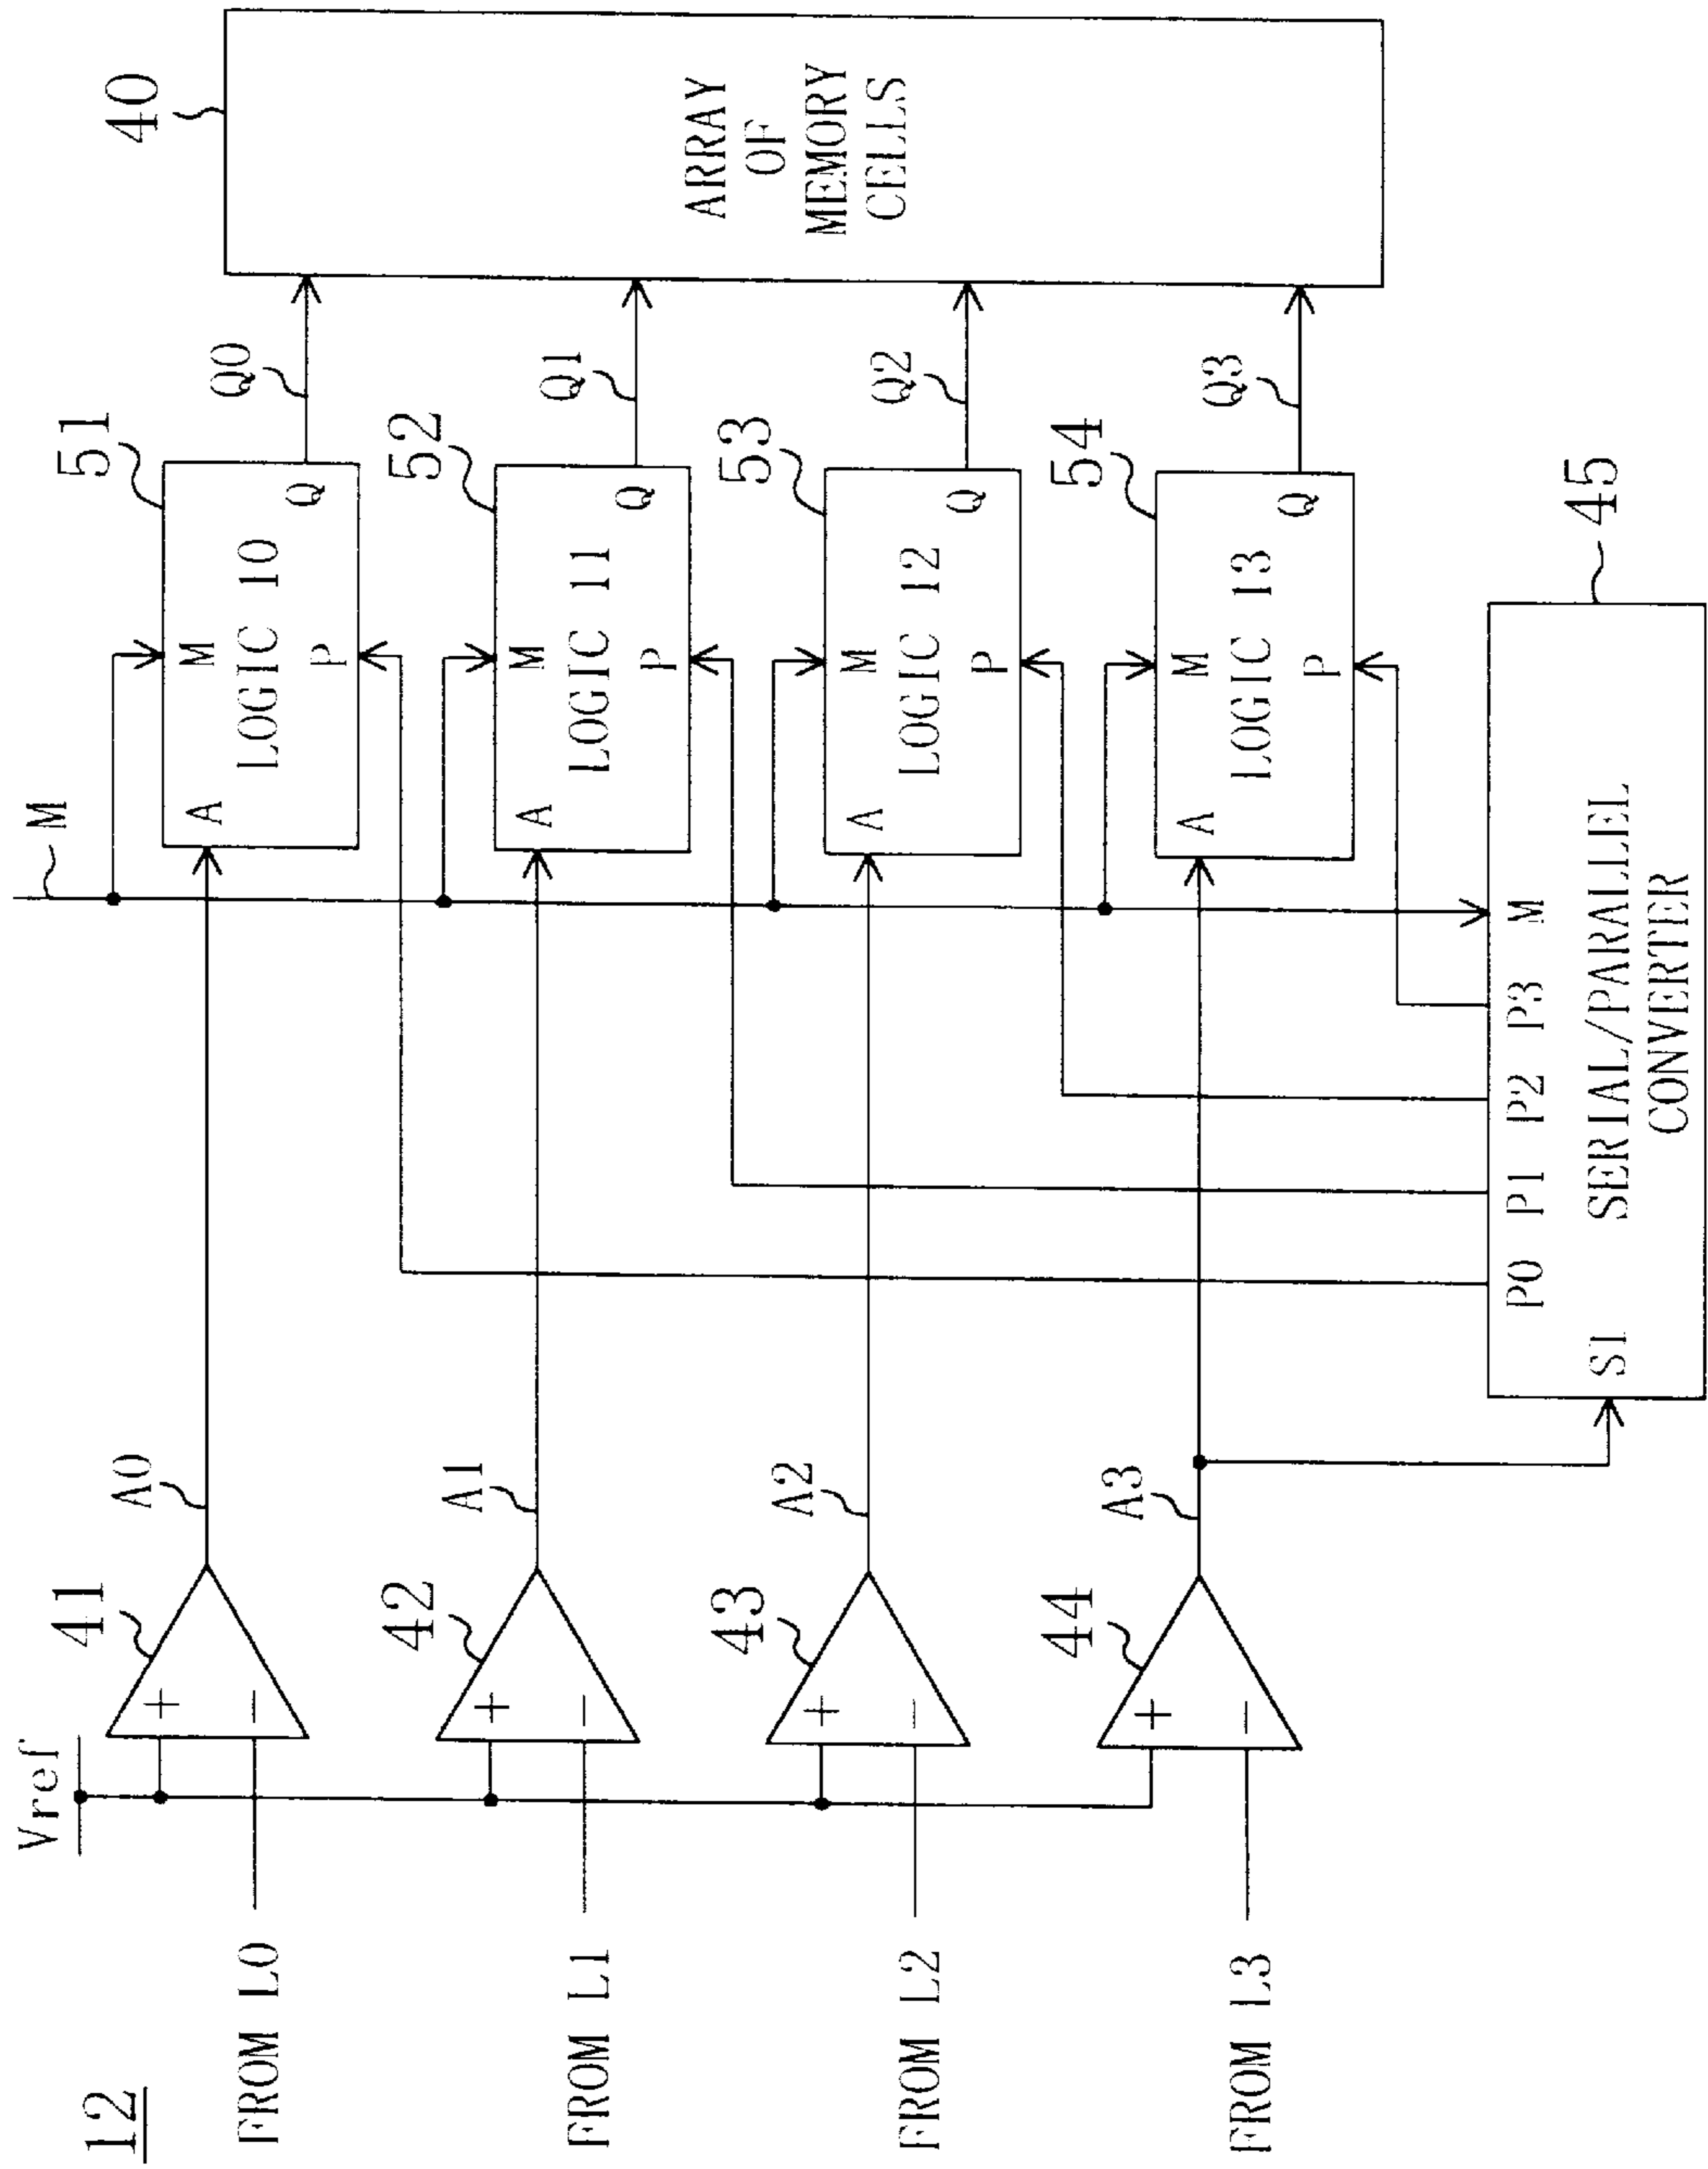 12
Vref
FROM L0
41
+
−
A0
M
51
A
M
LOGIC 10
P
Q
Q0
40
ARRAY
OF
MEMORY
CELLS
FROM L1
42
+
−
A1
52
A
M
LOGIC 11
P
Q
Q1
FROM L2
43
+
−
A2
53
A
M
LOGIC 12
P
Q
Q2
FROM L3
44
+
−
A3
54
A
M
LOGIC 13
P
Q
Q3
SI
P0
P1
P2
P3
M
SERIAL/PARALLEL
CONVERTER
45